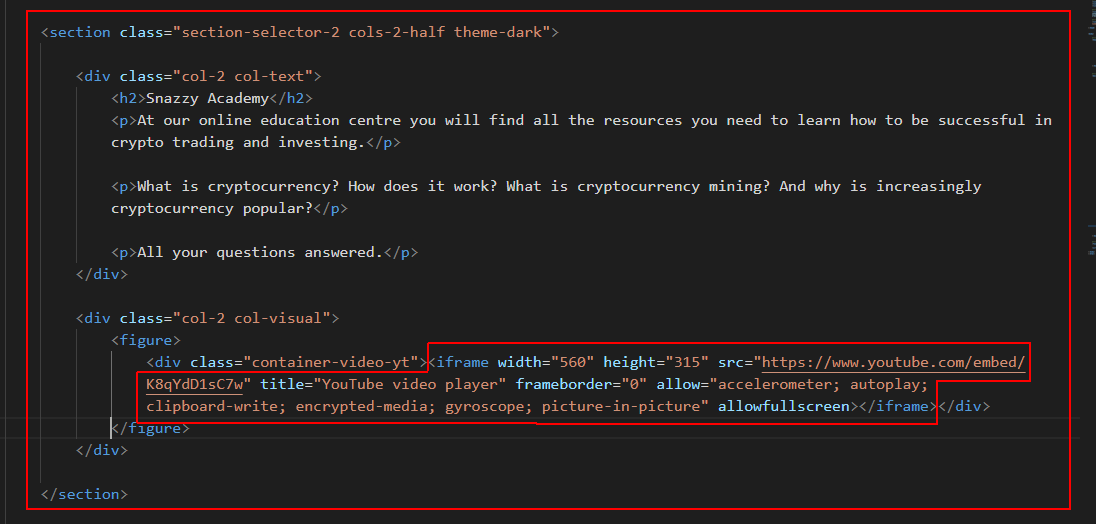 <section class="section-selector-2 cols-2-half theme-dark">
<div class="col-2 col-text">
<h2>Snazzy Academy</h2>
<p>At our online education centre you will find all the resources you need to learn how to be successful in
crypto trading and investing.</p>
<p>What is cryptocurrency? How does it work? What is cryptocurrency mining? And why is increasingly
cryptocurrency popular?</p>
<p>All your questions answered.</p>
</div>
<div class="col-2 col-visual">
<figure>
<div class="container-video-yt"><iframe width="560" height="315" src="https://www.youtube.com/embed/
K8qYdD1sC7w" title="YouTube video player" frameborder="0" allow="accelerometer; autoplay;
clipboard-write; encrypted-media; gyroscope; picture-in-picture" allowfullscreen></iframe></div>
</figure>
</div>
</section>